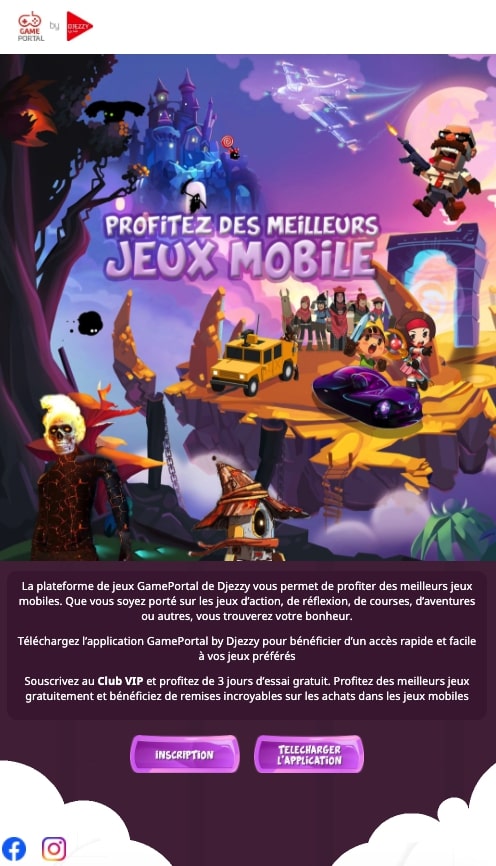 GAME
PORTAL
by
DJEZZY
PROFITEZ DES MEILLEURS
JEUX MOBILE
La plateforme de jeux GamePortal de Djezzy vous permet de profiter des meilleurs jeux
mobiles. Que vous soyez porté sur les jeux d’action, de réflexion, de courses, d’aventures
ou autres, vous trouverez votre bonheur.
Téléchargez l’application GamePortal by Djezzy pour bénéficier d’un accès rapide et facile
à vos jeux préférés
Souscrivez au Club VIP et profitez de 3 jours d’essai gratuit. Profitez des meilleurs jeux
gratuitement et bénéficiez de remises incroyables sur les achats dans les jeux mobiles
INSCRIPTION
TELECHARGER
L’APPLICATION